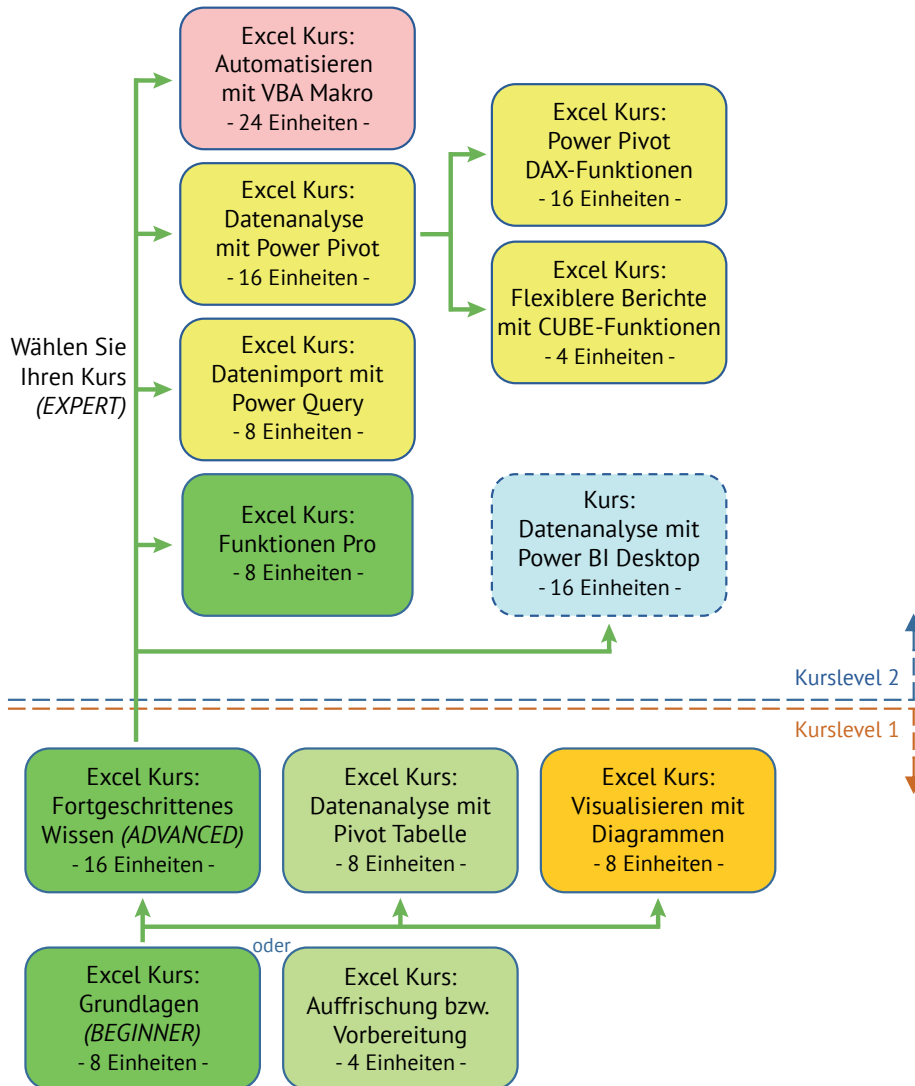 Excel Kurs:
Automatisieren
mit VBA Makro
- 24 Einheiten -
Excel Kurs:
Power Pivot
DAX-Funktionen
- 16 Einheiten -
Excel Kurs:
Datenanalyse
mit Power Pivot
- 16 Einheiten -
Excel Kurs:
Flexiblere Berichte
mit CUBE-Funktionen
- 4 Einheiten -
Wählen Sie
Ihren Kurs
(EXPERT)
Excel Kurs:
Datenimport mit
Power Query
- 8 Einheiten -
Excel Kurs:
Funktionen Pro
- 8 Einheiten -
Kurs:
Datenanalyse mit
Power BI Desktop
- 16 Einheiten -
Kurslevel 2
Kurslevel 1
Excel Kurs:
Fortgeschrittenes
Wissen (ADVANCED)
- 16 Einheiten -
Excel Kurs:
Datenanalyse mit
Pivot Tabelle
- 8 Einheiten -
Excel Kurs:
Visualisieren mit
Diagrammen
- 8 Einheiten -
oder
Excel Kurs:
Grundlagen
(BEGINNER)
- 8 Einheiten -
Excel Kurs:
Auffrischung bzw.
Vorbereitung
- 4 Einheiten -